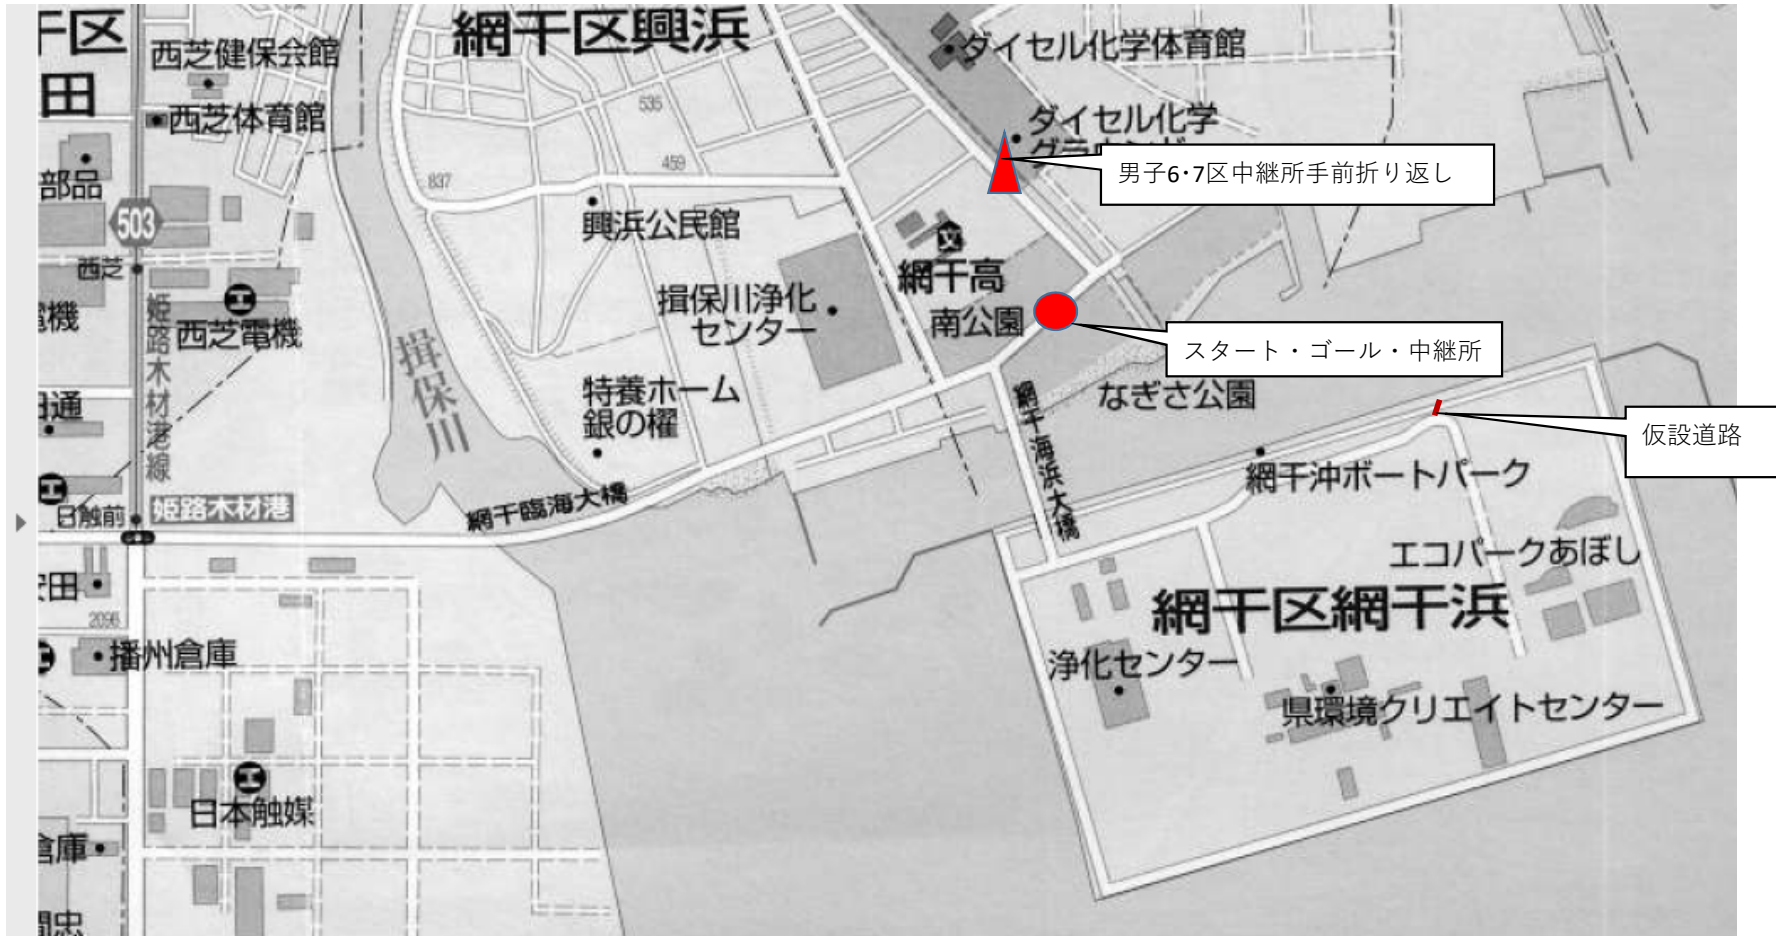 干区
田
西芝健保会館
西芝体育館
網干区興浜
ダイセル化学体育館
ダイセル化学
535
459
837
男子6・7区中継所手前折り返し
部品
503
西芝
興浜公民館
文
網干高
南公園
揖保川浄化
センター
電機
西芝電機
姫路木材港線
揖保川
スタート・ゴール・中継所
特養ホーム
銀の櫂
なぎさ公園
網干海浜大橋
仮設道路
網干沖ボートパーク
網干臨海大橋
日触前
姫路木材港
エコパークあぼし
網干区網干浜
2095
播州倉庫
浄化センター
県環境クリエイトセンター
日本触媒
倉庫